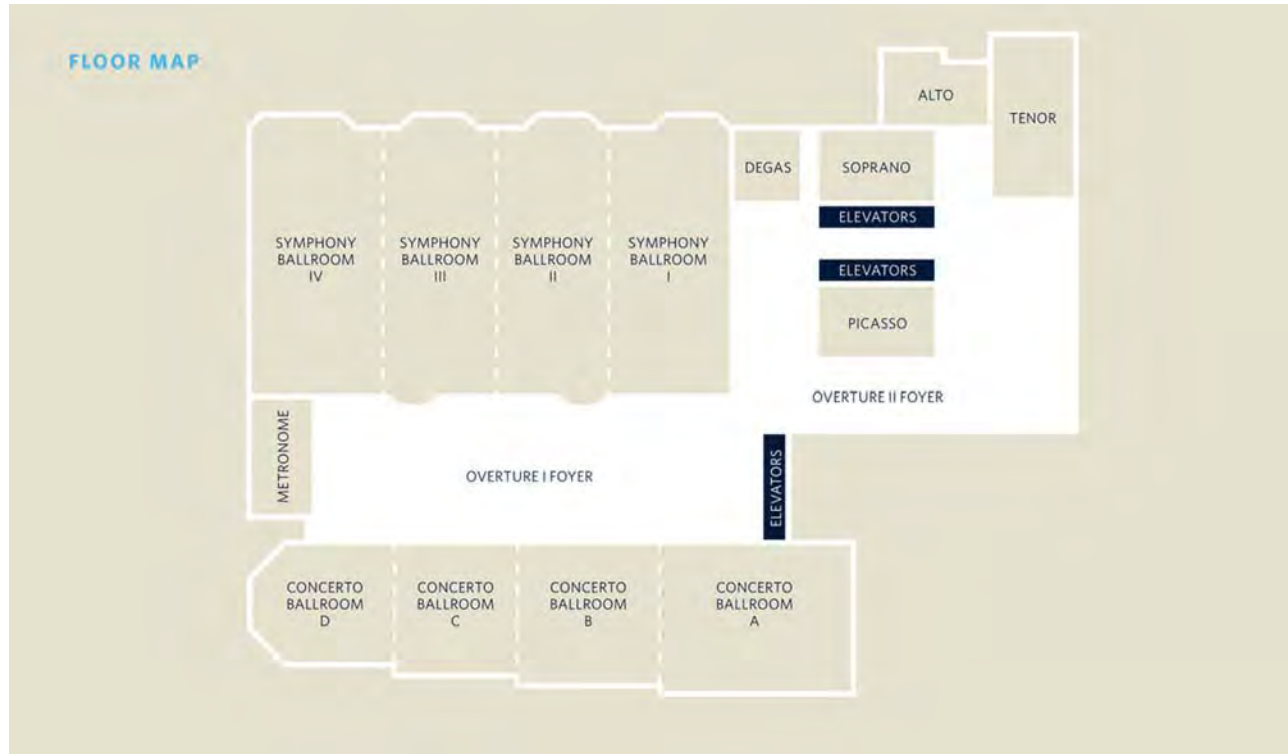 FLOOR MAP
ALTO
TENOR
DEGAS
SOPRANO
ELEVATORS
SYMPHONY
BALLROOM
IV
SYMPHONY
BALLROOM
III
SYMPHONY
BALLROOM
II
SYMPHONY
BALLROOM
I
ELEVATORS
PICASSO
OVERTURE II FOYER
METRONOME
OVERTURE I FOYER
ELEVATORS
CONCERTO
BALLROOM
D
CONCERTO
BALLROOM
C
CONCERTO
BALLROOM
B
CONCERTO
BALLROOM
A